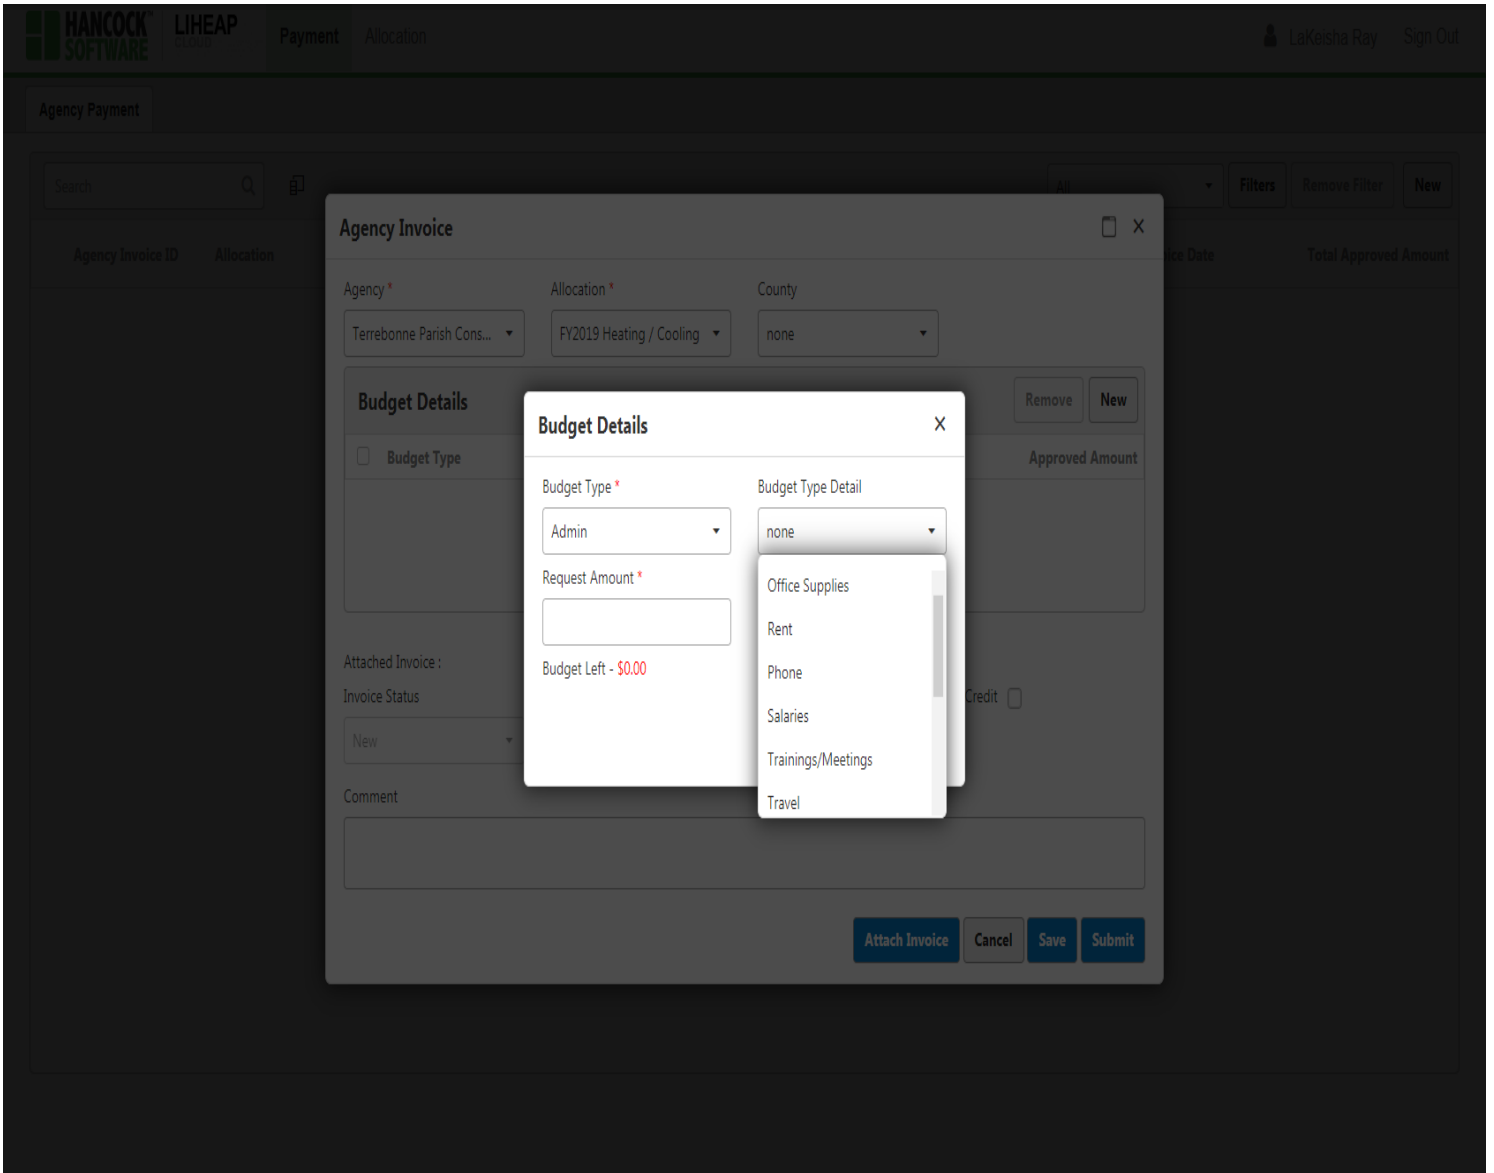 HANCOCK SOFTWARE LIHEAP CLOUD Payment Allocation LaKeisha Ray Sign Out
Agency Payment
Search All Filters Remove Filter New
Agency Invoice ID Allocation ice Date Total Approved Amount
Agency Invoice
Agency * Allocation * County
Terrebonne Parish Cons... FY2019 Heating / Cooling none
Budget Details Remove New
Budget Type Approved Amount
Budget Details
Budget Type * Budget Type Detail
Admin none
Request Amount *
Office Supplies
Rent
Phone
Salaries
Trainings/Meetings
Travel
Budget Left - $0.00
Attached Invoice :
Invoice Status Credit
New
Comment
Attach Invoice Cancel Save Submit